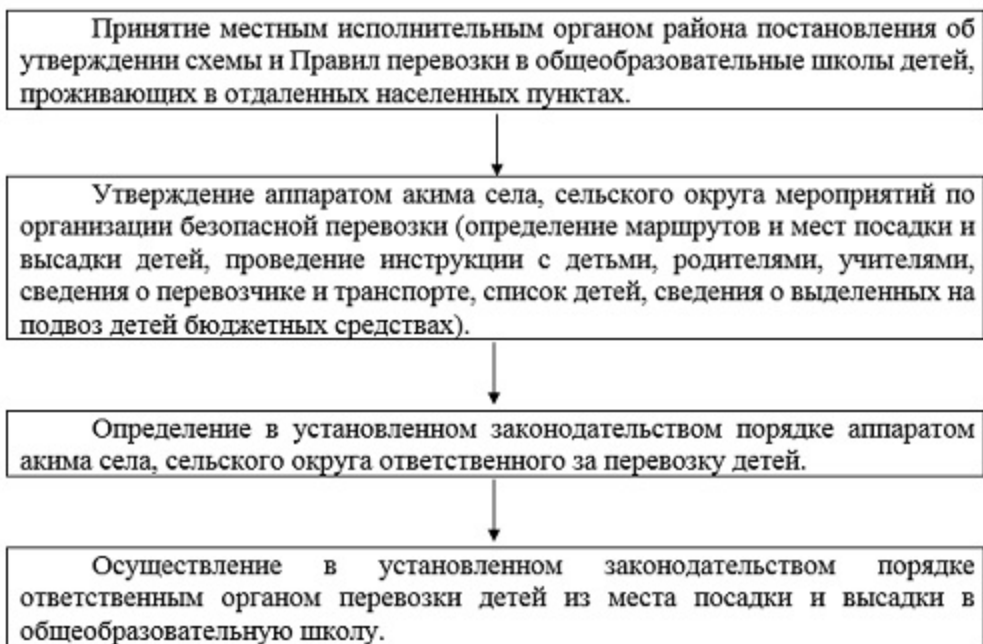 Принятие местным исполнительным органом района постановления об
утверждении схемы и Правил перевозки в общеобразовательные школы детей,
проживающих в отдаленных населенных пунктах.
Утверждение аппаратом акима села, сельского округа мероприятий по
организации безопасной перевозки (определение маршрутов и мест посадки и
высадки детей, проведение инструкции с детьми, родителями, учителями,
сведения о перевозчике и транспорте, список детей, сведения о выделенных на
подвоз детей бюджетных средствах).
Определение в установленном законодательством порядке аппаратом
акима села, сельского округа ответственного за перевозку детей.
Осуществление в установленном законодательством порядке
ответственным органом перевозки детей из места посадки и высадки в
общеобразовательную школу.